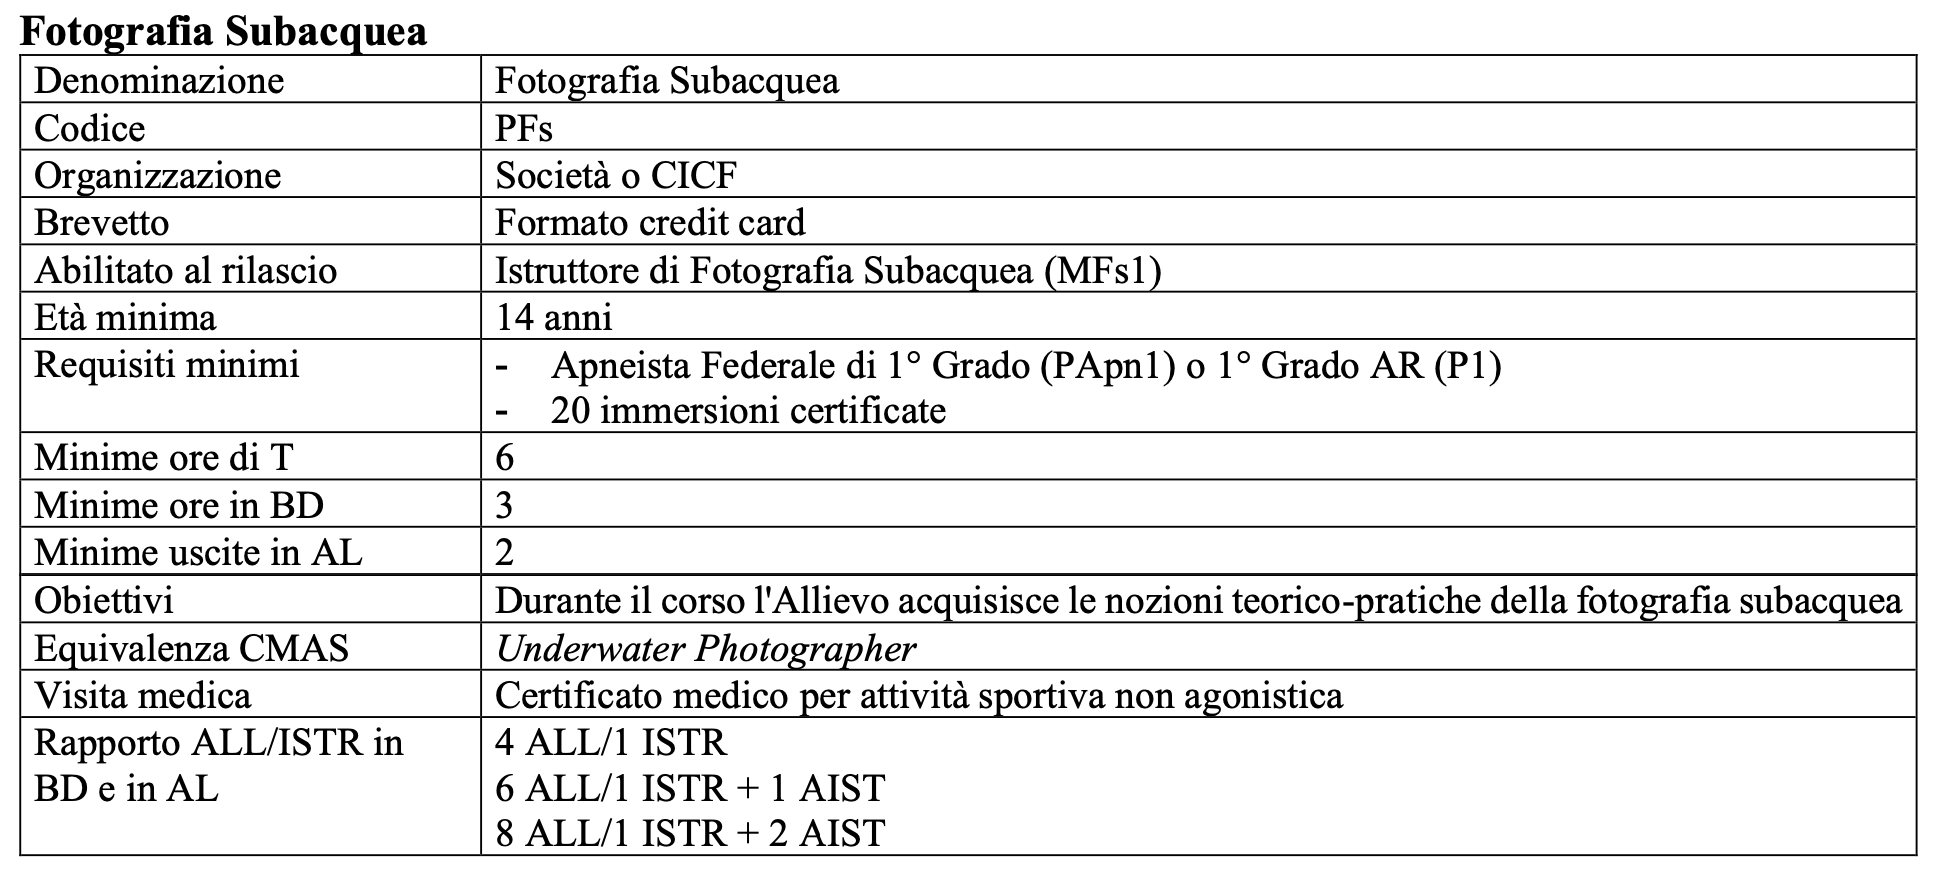 Fotografia Subacquea
Denominazione Fotografia Subacquea
Codice PFs
Organizzazione Società o CICF
Brevetto Formato credit card
Abilitato al rilascio Istruttore di Fotografia Subacquea (MFs1)
Età minima 14 anni
Requisiti minimi - Apneista Federale di 1° Grado (PApn1) o 1° Grado AR (P1)
- 20 immersioni certificate
Minime ore di T 6
Minime ore in BD 3
Minime uscite in AL 2
Obiettivi Durante il corso l'Allievo acquisisce le nozioni teorico-pratiche della fotografia subacquea
Equivalenza CMAS Underwater Photographer
Visita medica Certificato medico per attività sportiva non agonistica
Rapporto ALL/ISTR in 4 ALL/1 ISTR
BD e in AL 6 ALL/1 ISTR + 1 AIST
8 ALL/1 ISTR + 2 AIST